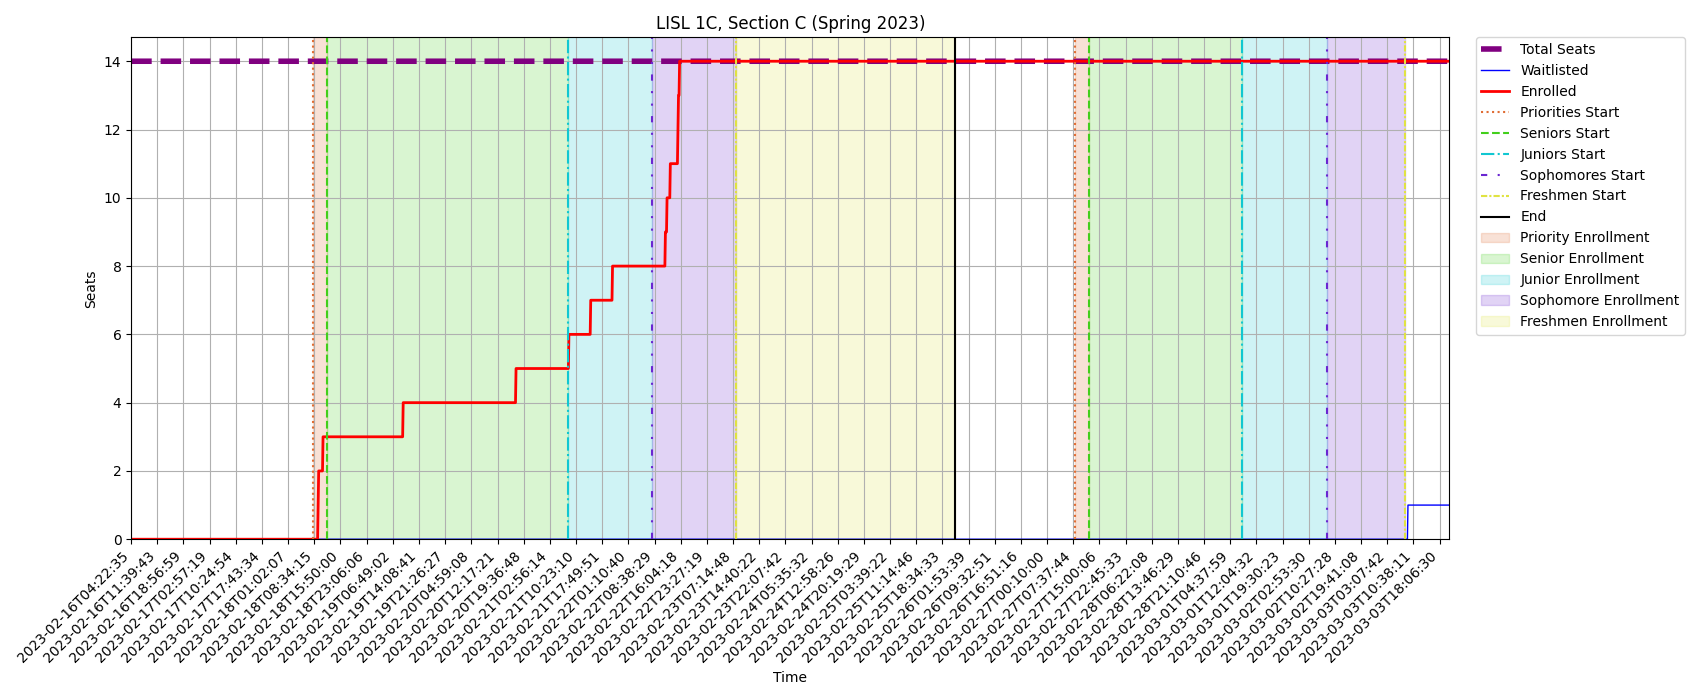 LISL 1C, Section C (Spring 2023)
Seats
14
12
10
8
6
4
2
0
2023-02-16T04:22:35
2023-02-16T11:39:43
2023-02-16T18:56:59
2023-02-17T02:57:19
2023-02-17T10:24:54
2023-02-17T17:43:34
2023-02-18T01:02:07
2023-02-18T08:34:15
2023-02-18T15:50:00
2023-02-18T23:06:06
2023-02-19T06:49:02
2023-02-19T14:08:41
2023-02-19T21:26:27
2023-02-20T04:59:08
2023-02-20T12:17:21
2023-02-20T19:36:48
2023-02-21T02:56:14
2023-02-21T10:23:10
2023-02-21T17:49:51
2023-02-22T01:10:40
2023-02-22T08:38:29
2023-02-22T16:04:19
2023-02-22T23:27:19
2023-02-23T07:14:48
2023-02-23T14:40:22
2023-02-23T22:07:42
2023-02-24T05:35:32
2023-02-24T12:58:26
2023-02-24T20:19:29
2023-02-25T03:39:22
2023-02-25T11:14:46
2023-02-25T18:34:33
2023-02-26T01:53:39
2023-02-26T09:32:51
2023-02-26T16:51:16
2023-02-27T00:10:00
2023-02-27T07:37:44
2023-02-27T15:00:06
2023-02-27T22:45:33
2023-02-28T06:22:08
2023-02-28T13:46:29
2023-02-28T21:10:46
2023-03-01T04:37:59
2023-03-01T12:04:32
2023-03-01T19:30:23
2023-03-02T02:53:30
2023-03-02T10:27:28
2023-03-02T19:41:08
2023-03-03T03:07:42
2023-03-03T10:38:11
2023-03-03T18:06:30
Time
Total Seats
Waitlisted
Enrolled
Priorities Start
Seniors Start
Juniors Start
Sophomores Start
Freshmen Start
End
Priority Enrollment
Senior Enrollment
Junior Enrollment
Sophomore Enrollment
Freshmen Enrollment